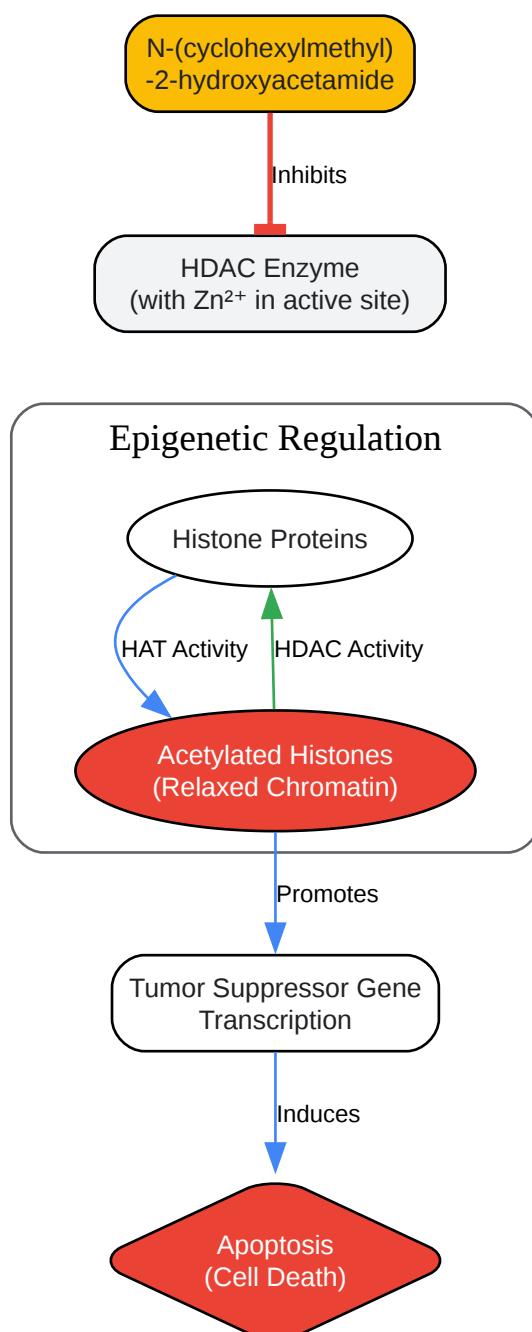 N-(cyclohexylmethyl)
-2-hydroxyacetamide
Inhibits
HDAC Enzyme
(with Zn²⁺ in active site)
Epigenetic Regulation
Histone Proteins
HAT Activity
HDAC Activity
Acetylated Histones
(Relaxed Chromatin)
Promotes
Tumor Suppressor Gene
Transcription
Induces
Apoptosis
(Cell Death)